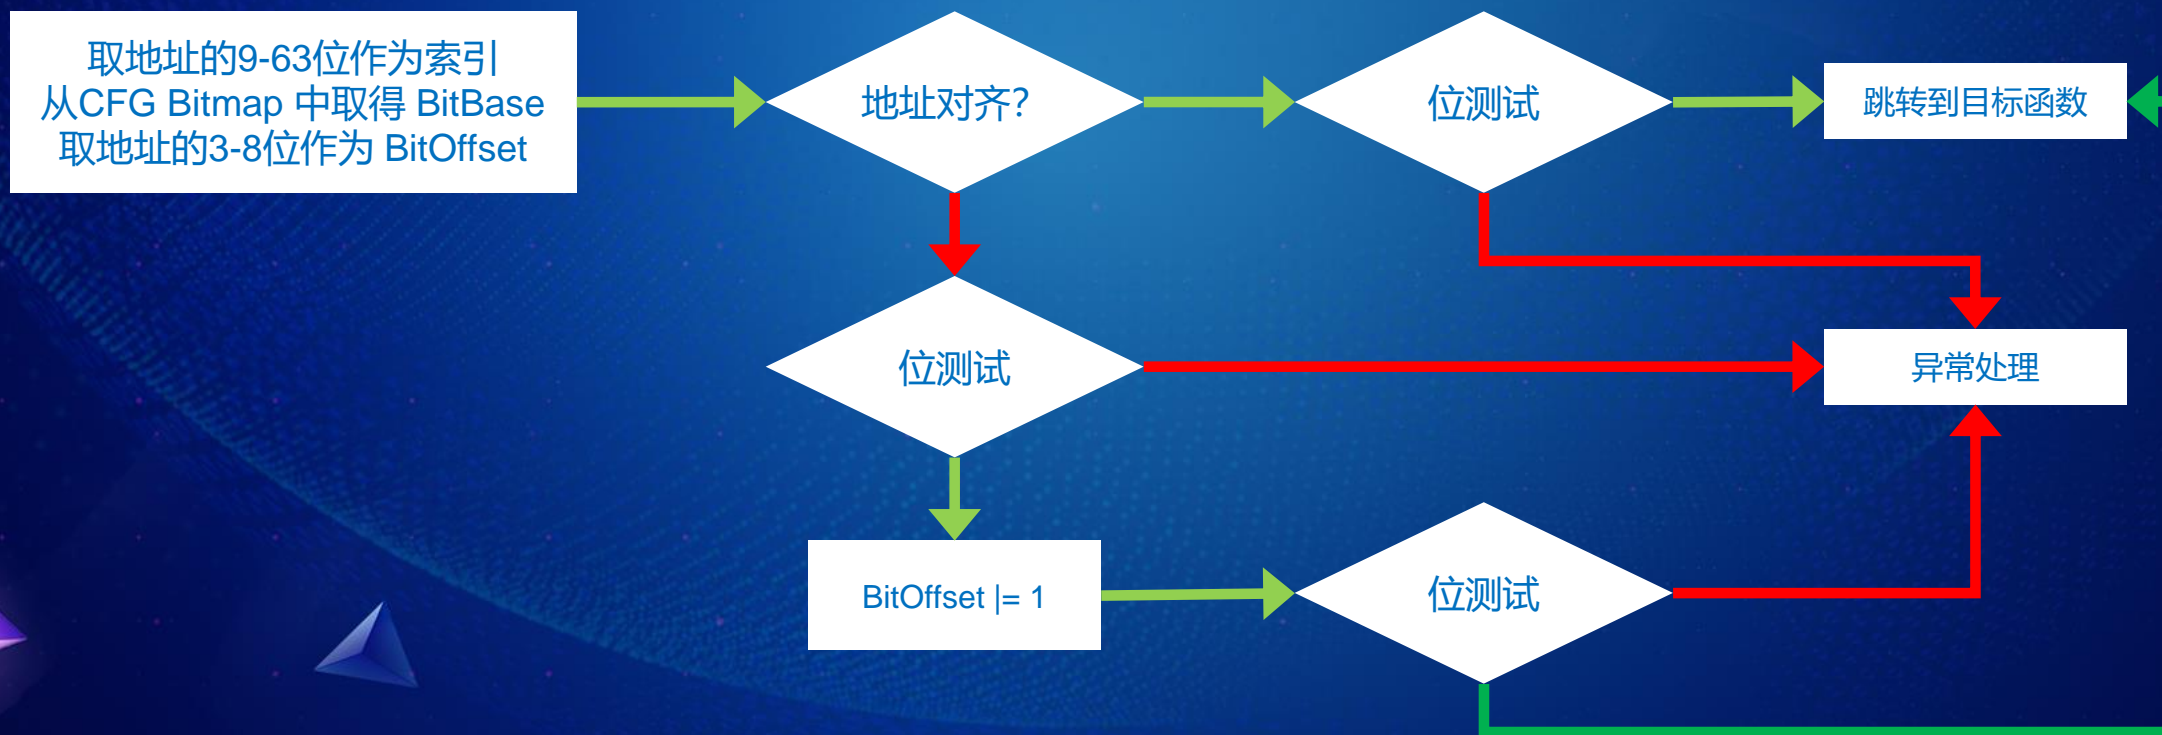 取地址的9-63位作为索引
从CFG Bitmap 中取得 BitBase
取地址的3-8位作为 BitOffset
地址对齐?
位测试
跳转到目标函数
位测试
异常处理
BitOffset |= 1
位测试